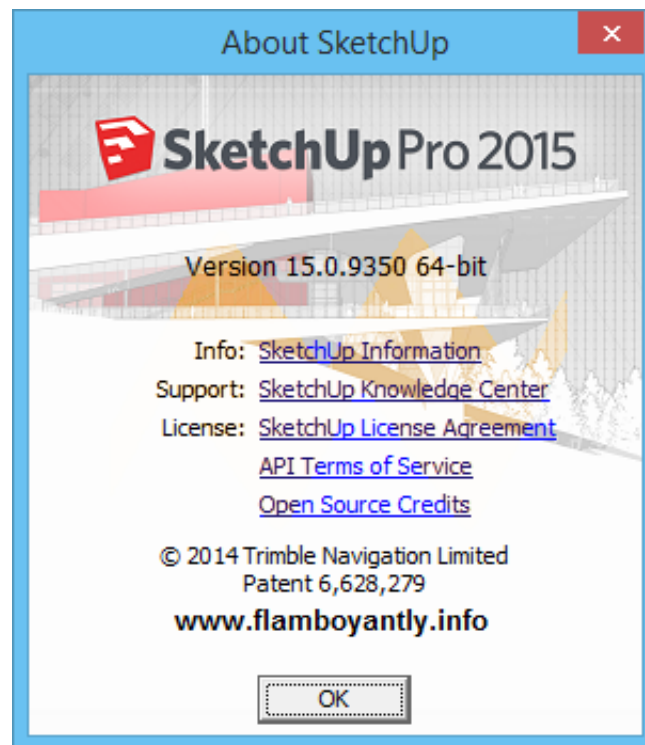 About SketchUp
SketchUp Pro 2015
Version 15.0.9350 64-bit
Info: SketchUp Information
Support: SketchUp Knowledge Center
License: SketchUp License Agreement
API Terms of Service
Open Source Credits
© 2014 Trimble Navigation Limited
Patent 6,628,279
www.flamboyantly.info
OK